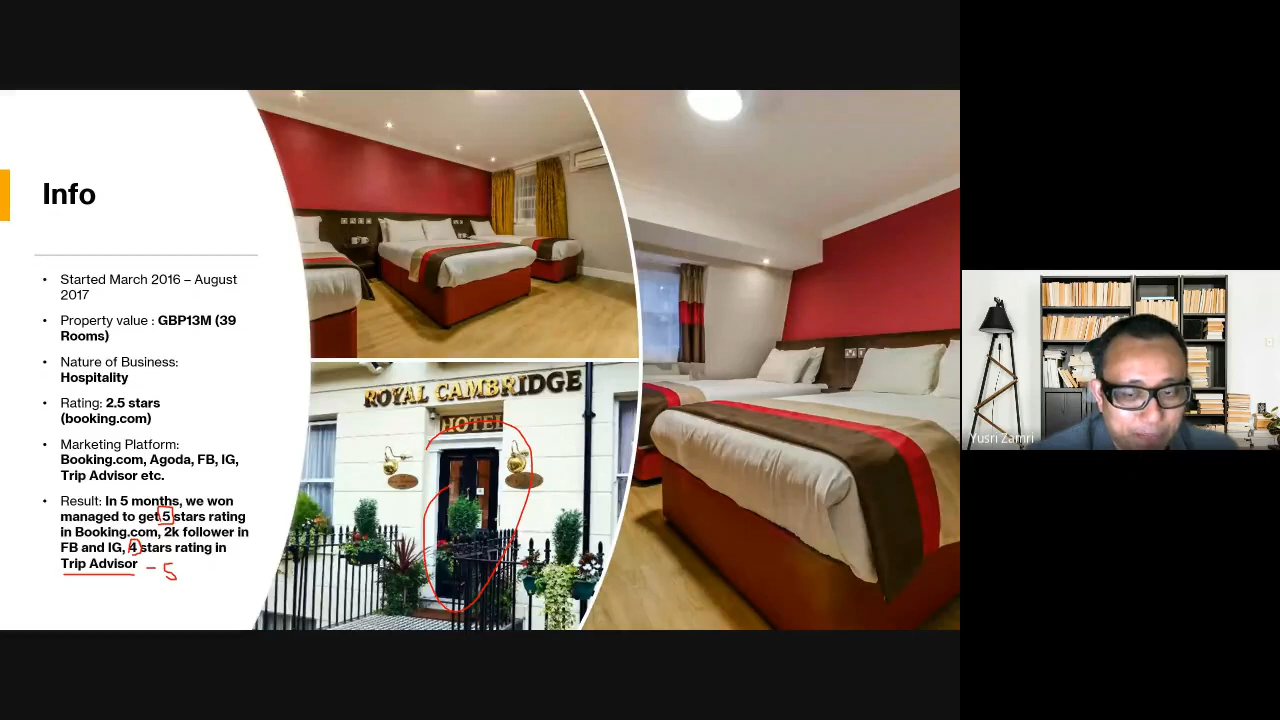 Info
• Started March 2016 – August
2017
• Property value : GBP13M (39
Rooms)
• Nature of Business:
Hospitality
• Rating: 2.5 stars
(booking.com)
• Marketing Platform:
Booking.com, Agoda, FB, IG,
Trip Advisor etc.
• Result: In 5 months, we won
managed to get 5 stars rating
in Booking.com, 2k follower in
FB and IG, 4 stars rating in
Trip Advisor – 5
ROYAL CAMBRIDGE
HOTEL
Yusri Zamri